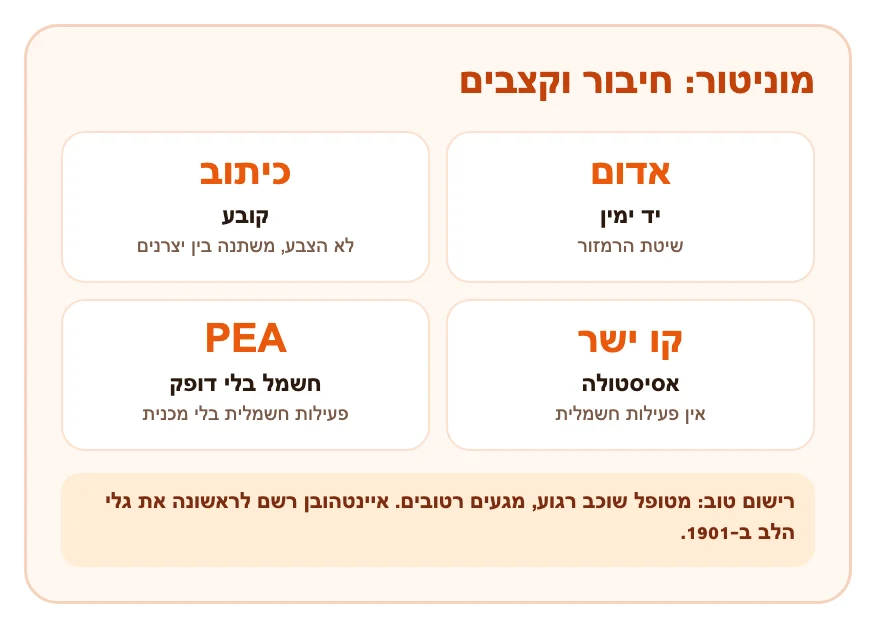 מוניטור: חיבור וקצבים
אדום
יד ימין
שיטת הרמזור
כיתוב
קובע
לא הצבע, משתנה בין יצרנים
קו ישר
אסיסטולה
אין פעילות חשמלית
PEA
חשמל בלי דופק
פעילות חשמלית בלי מכנית
רישום טוב: מטופל שוכב רגוע, מגעים רטובים. איינטהובן רשם לראשונה את גלי
הלב ב-1901.